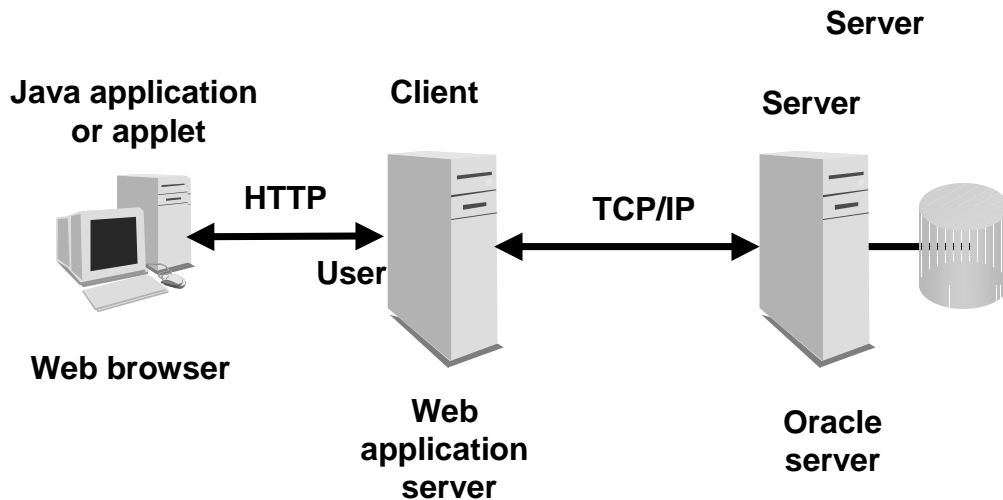 Server
Java application
or applet
Client
Server
HTTP
TCP/IP
User
Web browser
Web
application
server
Oracle
server